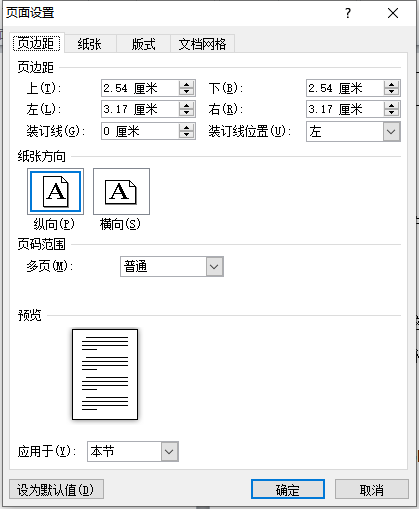 页面设置
页边距 纸张 版式 文档网格
页边距
上(T): 2.54 厘米 下(B): 2.54 厘米
左(L): 3.17 厘米 右(R): 3.17 厘米
装订线(G): 0 厘米 装订线位置(U): 左
纸张方向
A A
纵向(P) 横向(S)
页码范围
多页(M): 普通
预览
应用于(Y): 本节
设为默认值(D) 确定 取消